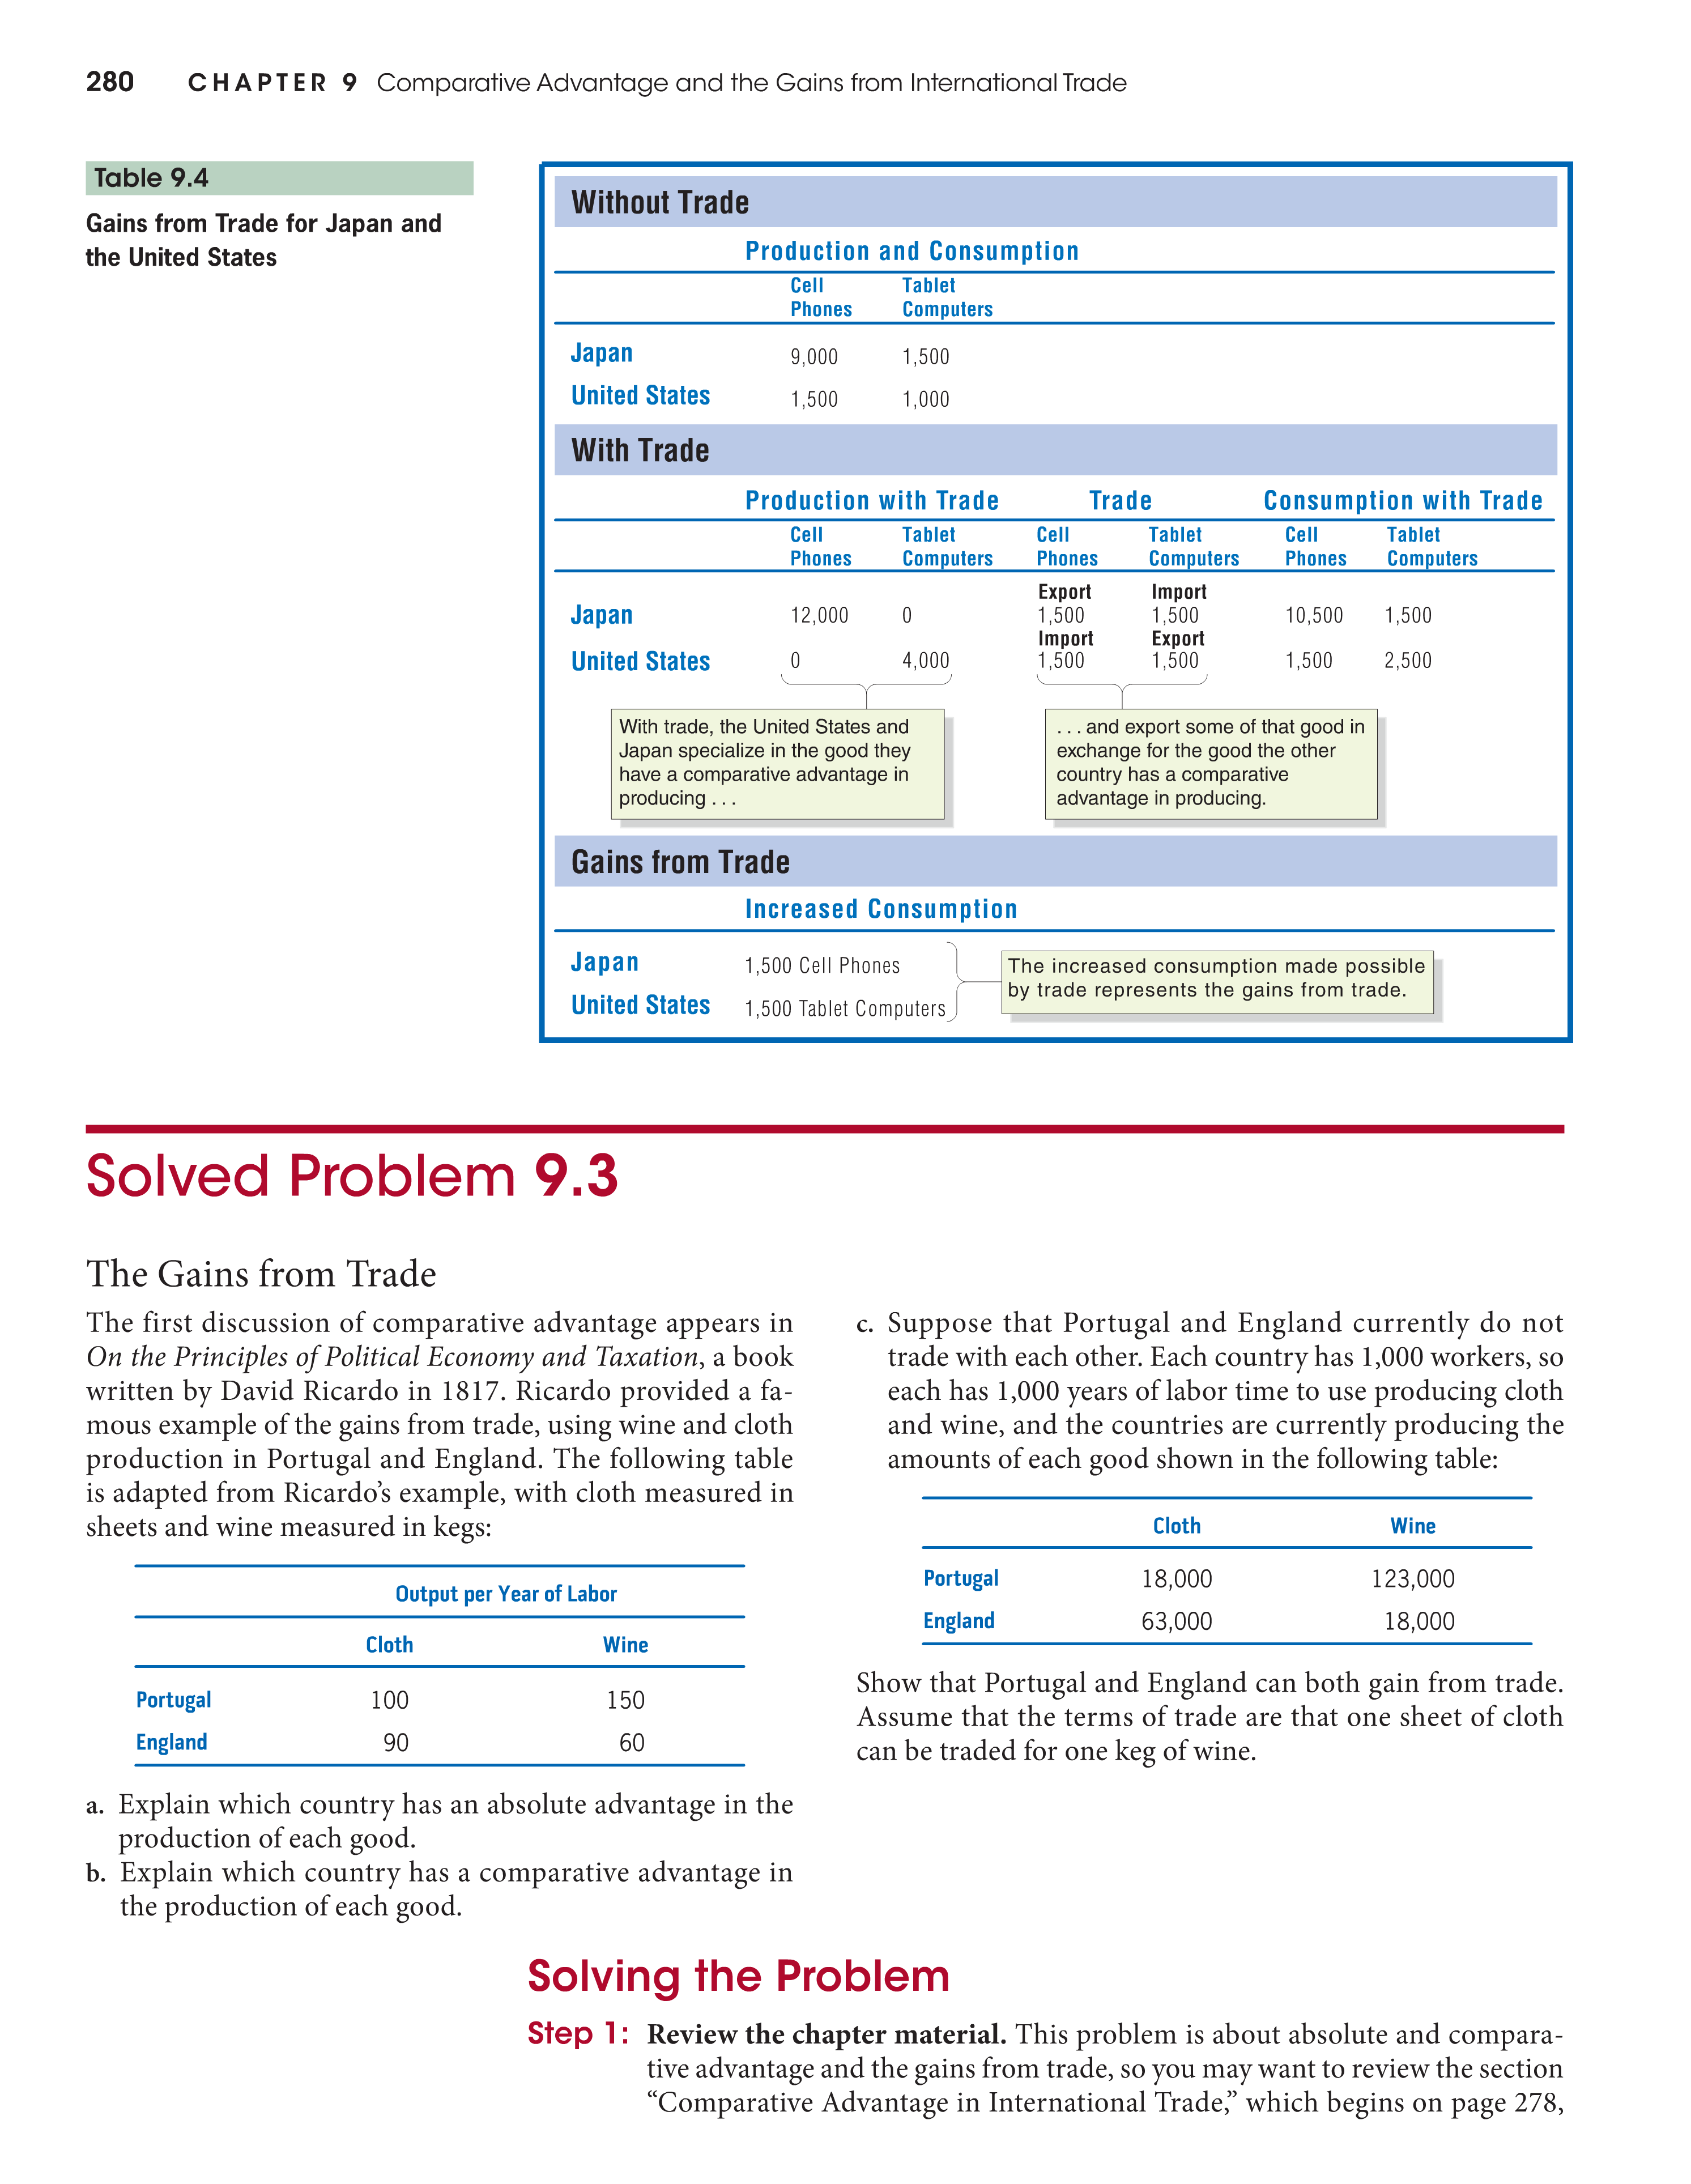 280 CHAPTER 9 Comparative Advantage and the Gains from International Trade
Table 9.4
Gains from Trade for Japan and
the United States
Without Trade
Production and Consumption
Cell Tablet
Phones Computers
Japan 9,000 1,500
United States 1,500 1,000
With Trade
Production with Trade Trade Consumption with Trade
Cell Tablet Cell Tablet Cell Tablet
Phones Computers Phones Computers Phones Computers
Export Import
Japan 12,000 0 1,500 1,500 10,500 1,500
Import Export
United States 0 4,000 1,500 1,500 1,500 2,500
With trade, the United States and
Japan specialize in the good they
have a comparative advantage in
producing . . .
. . . and export some of that good in
exchange for the good the other
country has a comparative
advantage in producing.
Gains from Trade
Increased Consumption
Japan 1,500 Cell Phones
United States 1,500 Tablet Computers
The increased consumption made possible
by trade represents the gains from trade.
Solved Problem 9.3
The Gains from Trade
The first discussion of comparative advantage appears in
On the Principles of Political Economy and Taxation, a book
written by David Ricardo in 1817. Ricardo provided a fa-
mous example of the gains from trade, using wine and cloth
production in Portugal and England. The following table
is adapted from Ricardo’s example, with cloth measured in
sheets and wine measured in kegs:
Output per Year of Labor
Cloth Wine
Portugal 100 150
England 90 60
a. Explain which country has an absolute advantage in the
production of each good.
b. Explain which country has a comparative advantage in
the production of each good.
c. Suppose that Portugal and England currently do not
trade with each other. Each country has 1,000 workers, so
each has 1,000 years of labor time to use producing cloth
and wine, and the countries are currently producing the
amounts of each good shown in the following table:
Cloth Wine
Portugal 18,000 123,000
England 63,000 18,000
Show that Portugal and England can both gain from trade.
Assume that the terms of trade are that one sheet of cloth
can be traded for one keg of wine.
Solving the Problem
Step 1: Review the chapter material. This problem is about absolute and compara-
tive advantage and the gains from trade, so you may want to review the section
“Comparative Advantage in International Trade,” which begins on page 278,